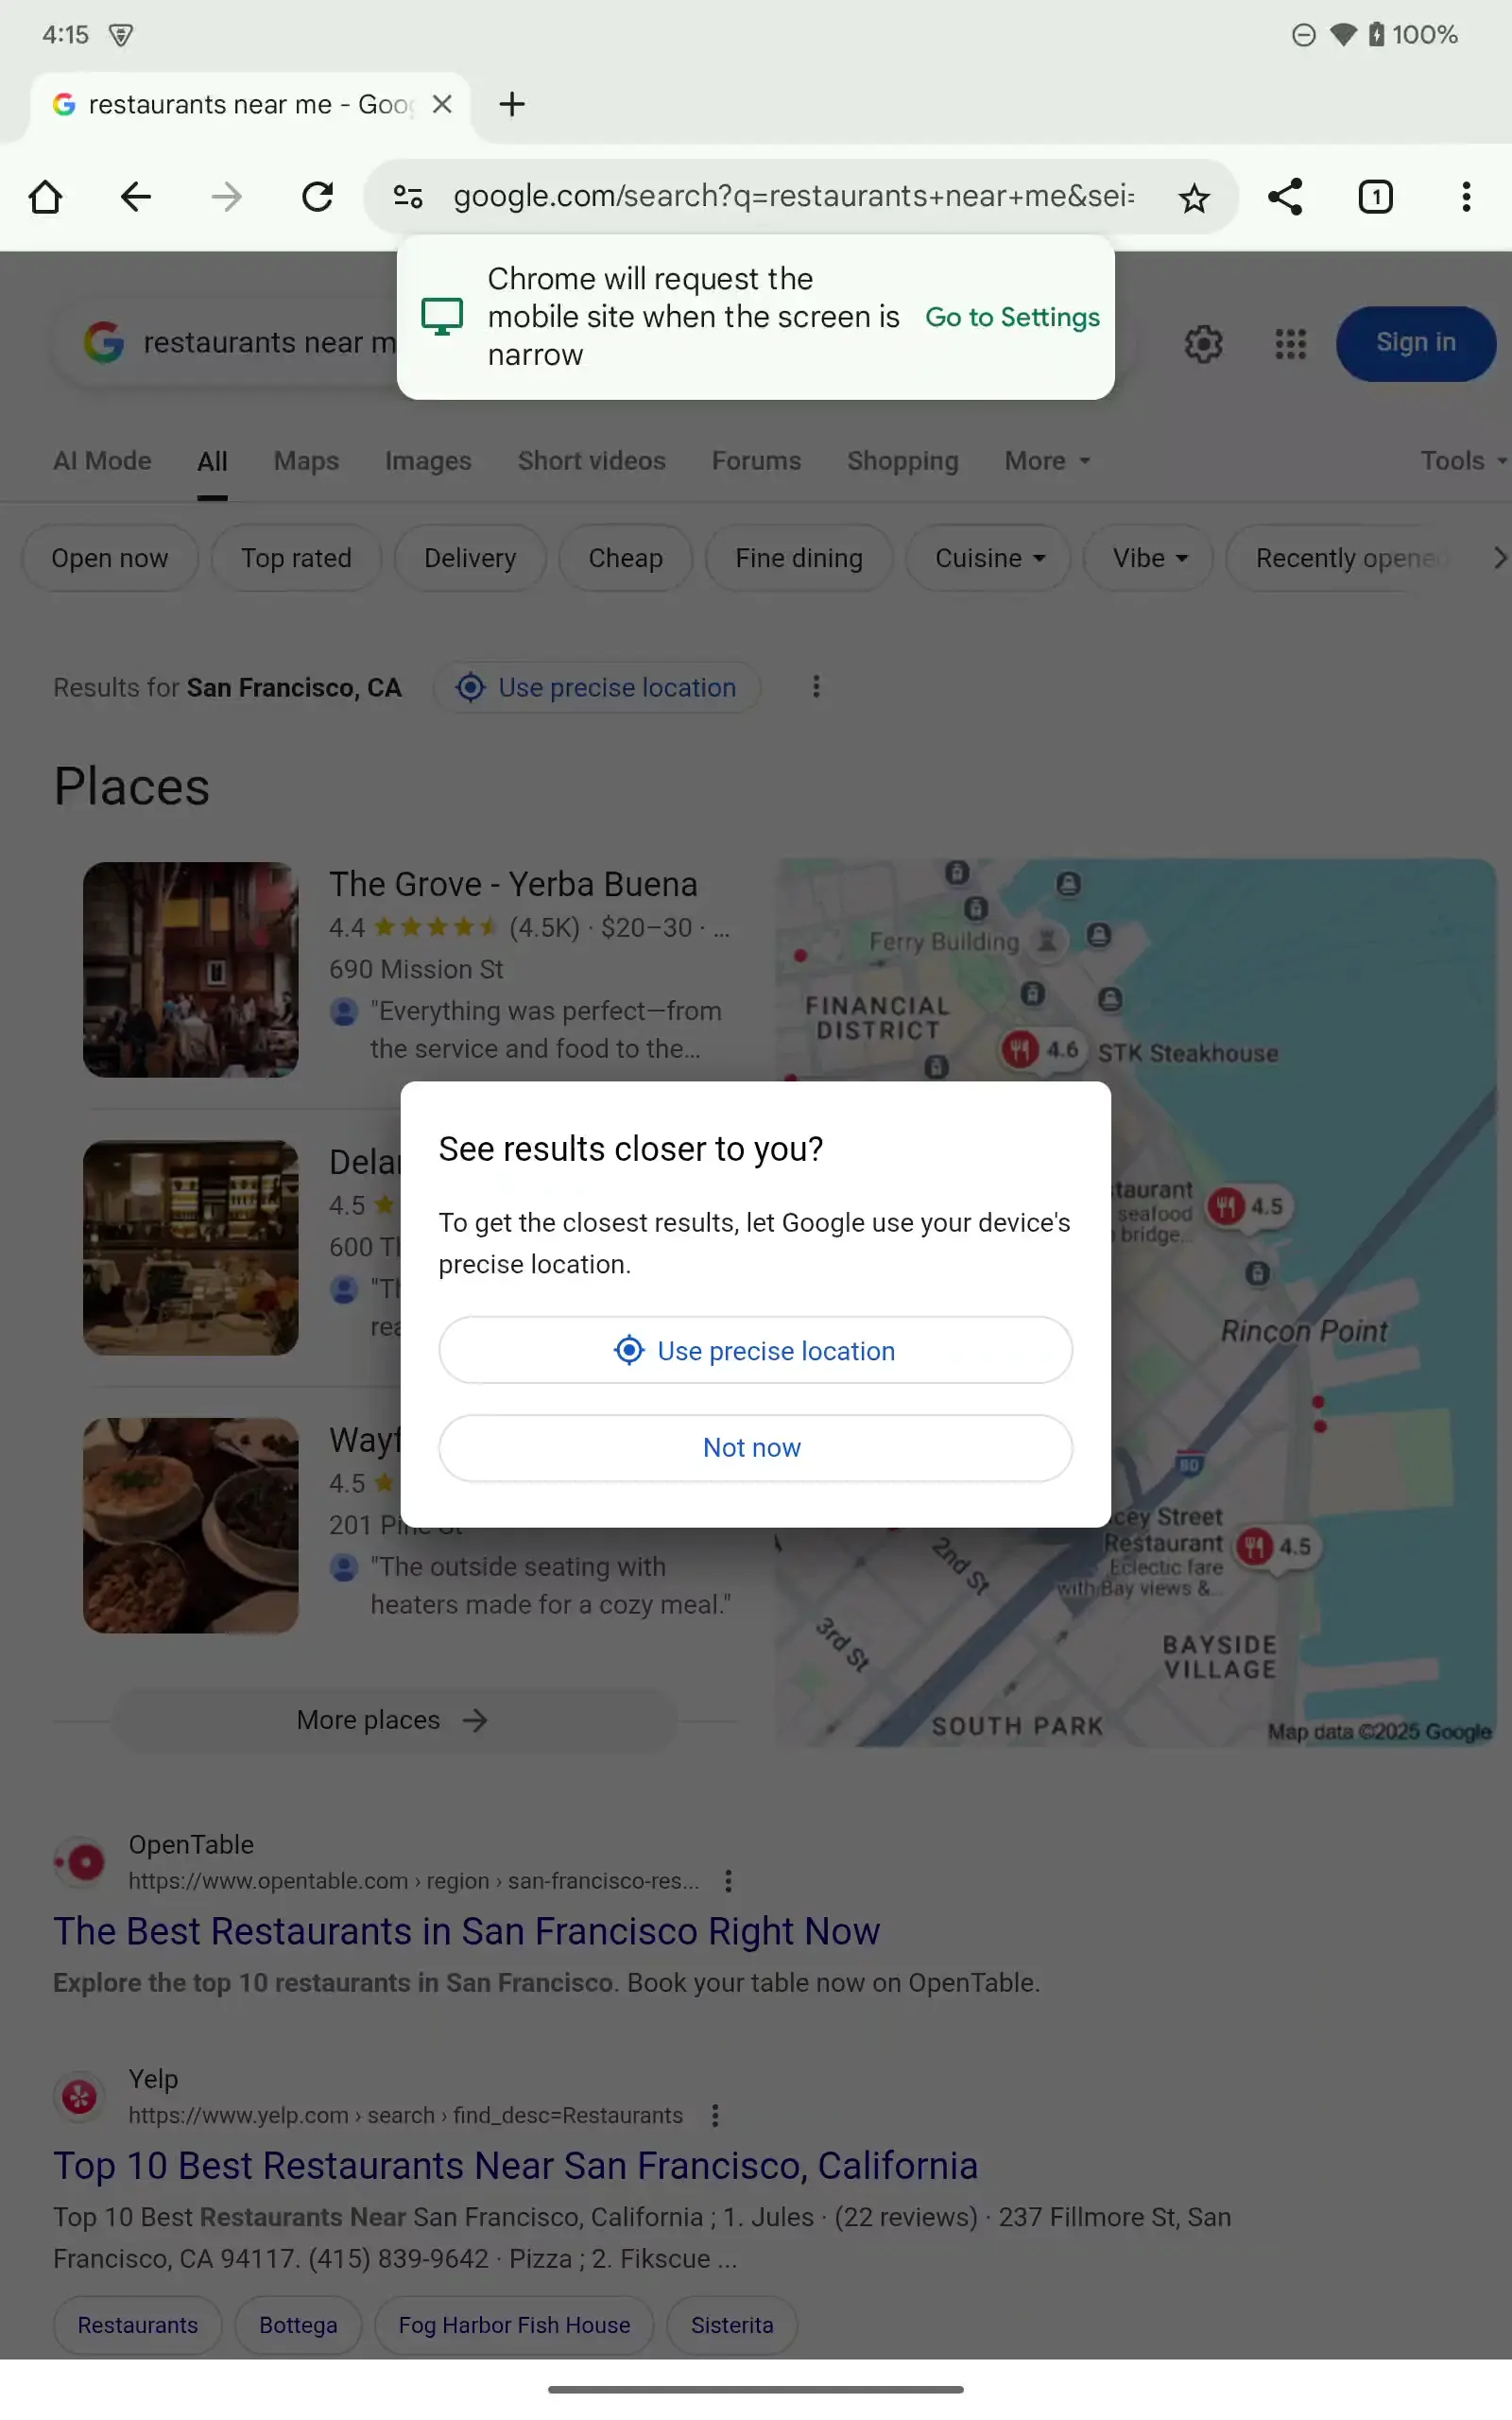 4:15
100%
restaurants near me - Goo
google.com/search?q=restaurants+near+me&sei=
1
Chrome will request the
mobile site when the screen is
narrow
Go to Settings
restaurants near m
Sign in
AI Mode
All
Maps
Images
Short videos
Forums
Shopping
More
Tools
Open now
Top rated
Delivery
Cheap
Fine dining
Cuisine
Vibe
Recently opened
Results for San Francisco, CA
Use precise location
Places
The Grove - Yerba Buena
4.4 (4.5K) · $20–30 · ...
690 Mission St
"Everything was perfect—from
the service and food to the...
Delar
4.5
600 Tl
"Th
rea
Wayf
4.5
201 Pine St
"The outside seating with
heaters made for a cozy meal."
More places
Ferry Building
FINANCIAL
DISTRICT
4.6 STK Steakhouse
taurant
seafood
bridge...
4.5
Rincon Point
80
cey Street
Restaurant
Eclectic fare
with Bay views &...
4.5
2nd St
3rd St
BAYSIDE
VILLAGE
SOUTH PARK
Map data ©2025 Google
See results closer to you?
To get the closest results, let Google use your device's
precise location.
Use precise location
Not now
OpenTable
https://www.opentable.com › region › san-francisco-res...
The Best Restaurants in San Francisco Right Now
Explore the top 10 restaurants in San Francisco. Book your table now on OpenTable.
Yelp
https://www.yelp.com › search › find_desc=Restaurants
Top 10 Best Restaurants Near San Francisco, California
Top 10 Best Restaurants Near San Francisco, California ; 1. Jules · (22 reviews) · 237 Fillmore St, San
Francisco, CA 94117. (415) 839-9642 · Pizza ; 2. Fikscue ...
Restaurants
Bottega
Fog Harbor Fish House
Sisterita